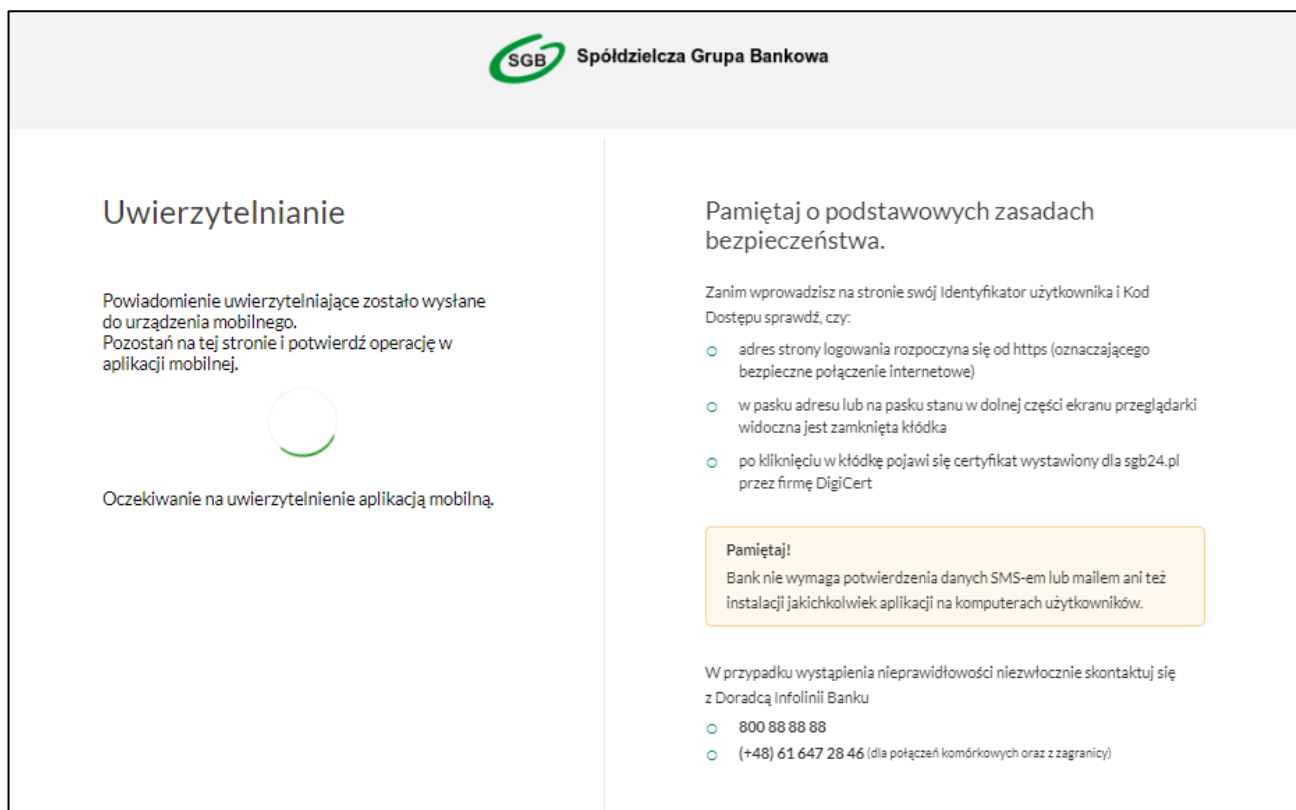 SGB Spółdzielcza Grupa Bankowa
Uwierzytelnianie
Powiadomienie uwierzytelniające zostało wysłane
do urządzenia mobilnego.
Pozostań na tej stronie i potwierdź operację w
aplikacji mobilnej.
Oczekiwanie na uwierzytelnienie aplikacją mobilną.
Pamiętaj o podstawowych zasadach
bezpieczeństwa.
Zanim wprowadzisz na stronie swój Identyfikator użytkownika i Kod
Dostępu sprawdź, czy:
adres strony logowania rozpoczyna się od https (oznaczającego
bezpieczne połączenie internetowe)
w pasku adresu lub na pasku stanu w dolnej części ekranu przeglądarki
widoczna jest zamknięta kłódka
po kliknięciu w kłódkę pojawi się certyfikat wystawiony dla sgb24.pl
przez firmę DigiCert
Pamiętaj!
Bank nie wymaga potwierdzenia danych SMS-em lub mailem ani też
instalacji jakichkolwiek aplikacji na komputerach użytkowników.
W przypadku wystąpienia nieprawidłowości niezwłocznie skontaktuj się
z Doradcą Infolinii Banku
800 88 88 88
(+48) 61 647 28 46 (dla połączeń komórkowych oraz z zagranicy)